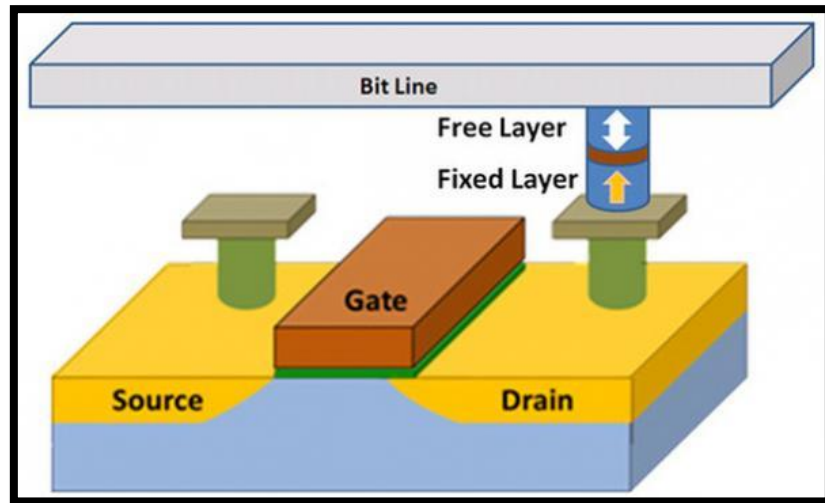 Bit Line
Free Layer
Fixed Layer
Gate
Source
Drain